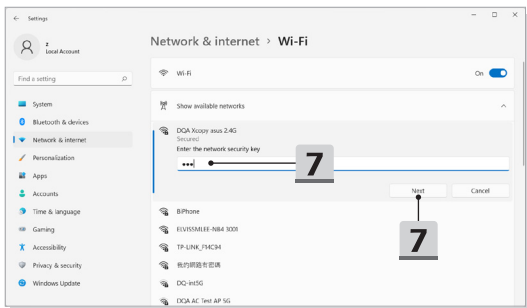 Settings
z
Local Account
Find a setting
System
Bluetooth & devices
Network & internet
Personalization
Apps
Accounts
Time & language
Gaming
Accessibility
Privacy & security
Windows Update
Network & internet > Wi-Fi
Wi-Fi
On
Show available networks
DQA Xcopy asus 2.4G
Secured
Enter the network security key
•••
7
Next
Cancel
7
BiPhone
ELVISSMLEE-NB4 3001
TP-LINK_F14C94
我的網路有密碼
DQ-int5G
DQA AC Test AP 5G